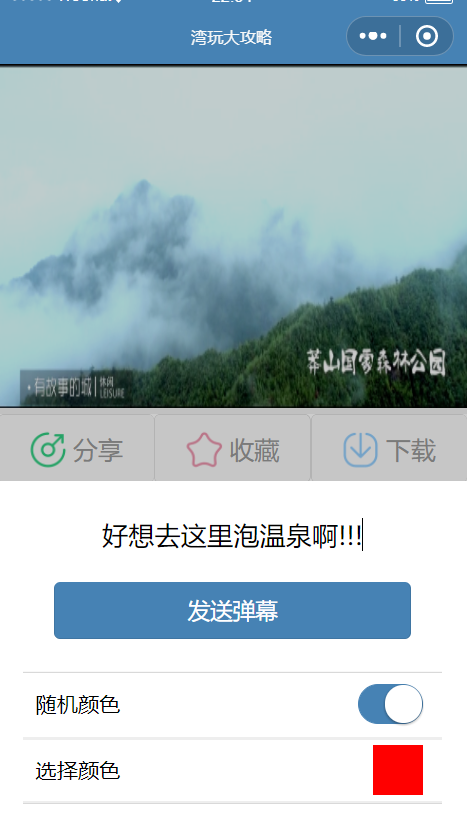 湾玩大攻略
莽山国家森林公园
·有故事的城 | 休闲
LEISURE
分享 收藏 下载
好想去这里泡温泉啊!!!
发送弹幕
随机颜色
选择颜色